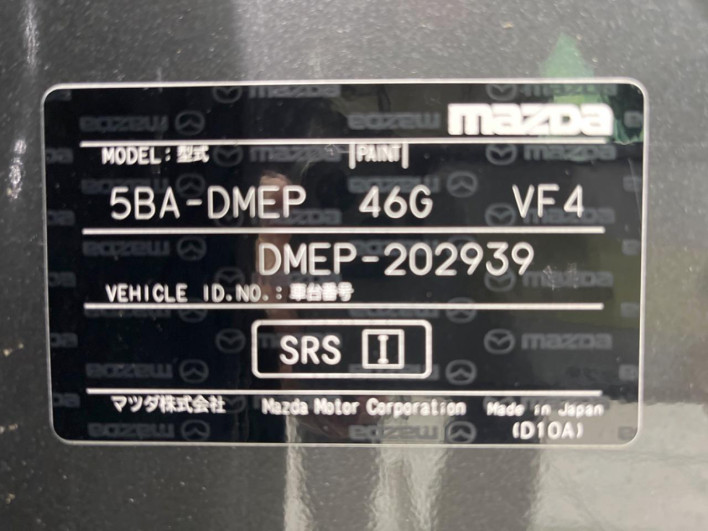 mazda
MODEL: 型式 PAINT
5BA-DMEP 46G VF4
DMEP-202939
VEHICLE ID.NO.: 車台番号
SRS I
マツダ株式会社 Mazda Motor Corporation Made in Japan
(D10A)